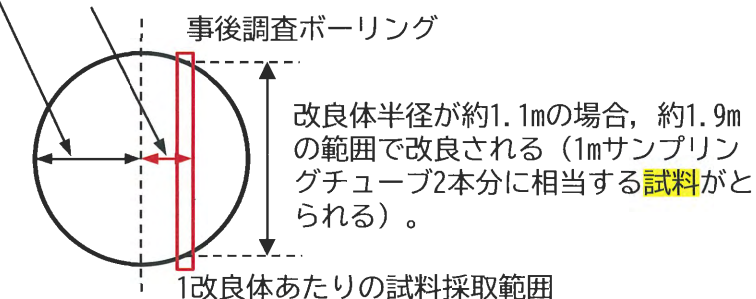 事後調査ボーリング
改良体半径が約1.1mの場合，約1.9m
の範囲で改良される（1mサンプリン
グチューブ2本分に相当する試料がと
られる）。
1改良体あたりの試料採取範囲